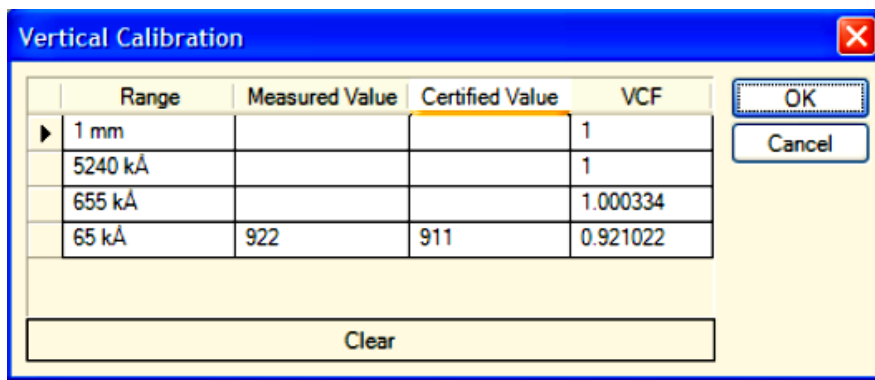 Vertical Calibration
Range Measured Value Certified Value VCF
OK
1 mm 1
Cancel
5240 kÅ 1
655 kÅ 1.000334
65 kÅ 922 911 0.921022
Clear